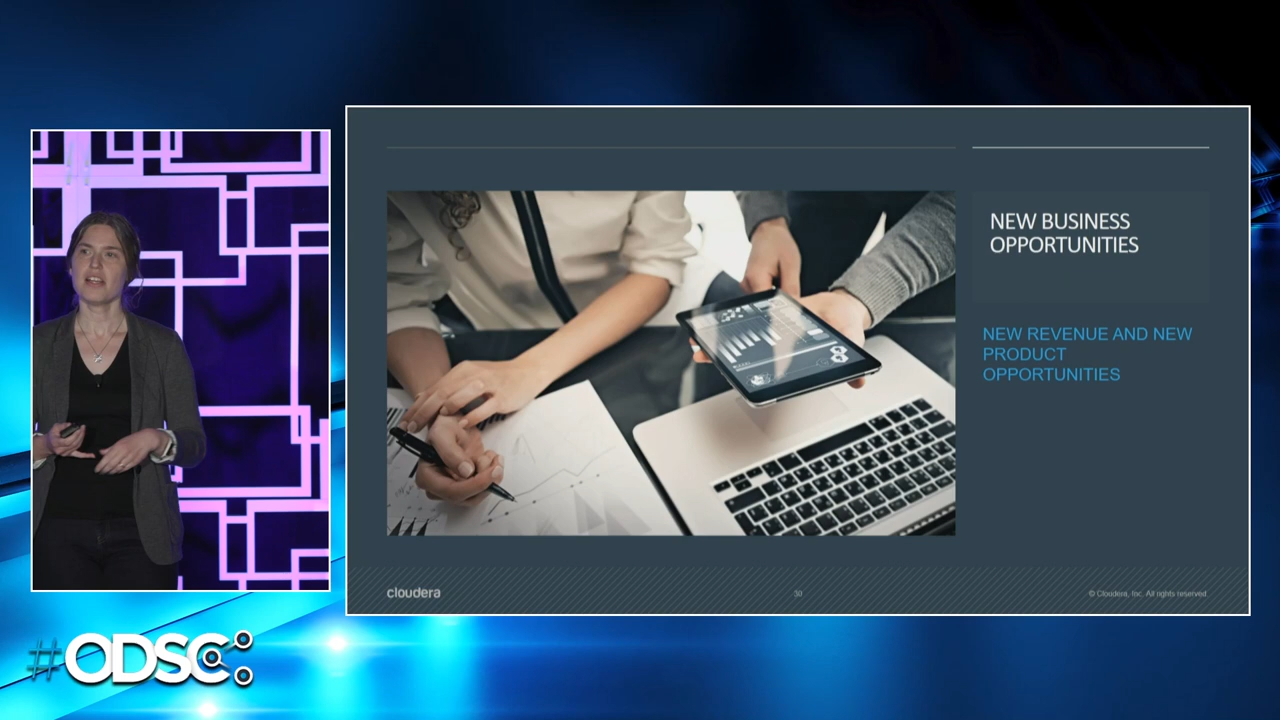 NEW BUSINESS
OPPORTUNITIES
NEW REVENUE AND NEW
PRODUCT
OPPORTUNITIES
cloudera
30
© Cloudera, Inc. All rights reserved.
#ODSC